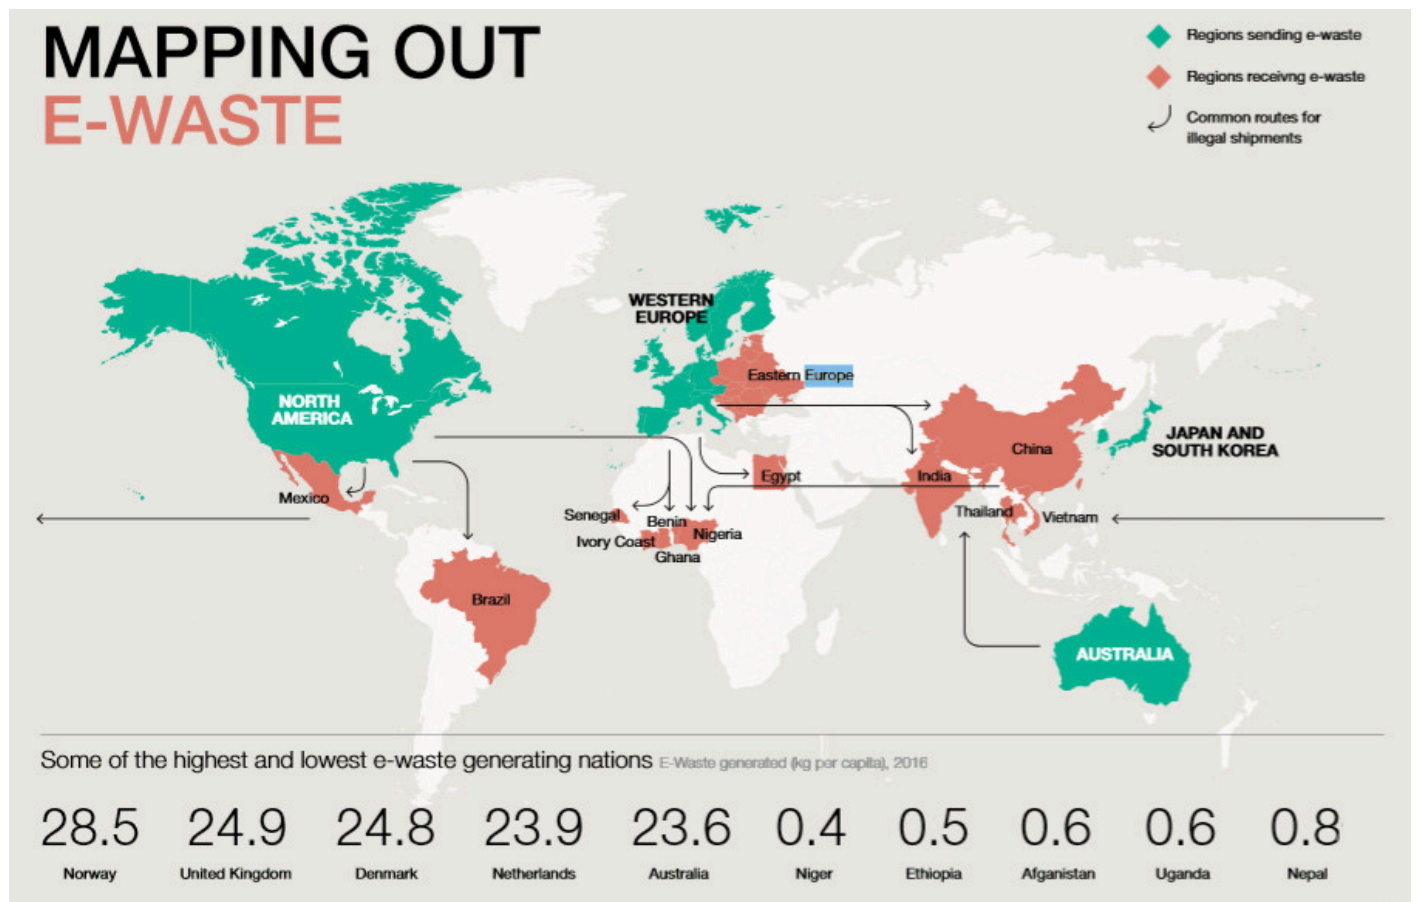 MAPPING OUT
E-WASTE
Regions sending e-waste
Regions receivng e-waste
Common routes for
illegal shipments
WESTERN
EUROPE
Eastern Europe
NORTH
AMERICA
JAPAN AND
SOUTH KOREA
China
Egypt
India
Mexico
Senegal
Benin
Thailand
Vietnam
Ivory Coast
Nigeria
Ghana
Brazil
AUSTRALIA
Some of the highest and lowest e-waste generating nations E-Waste generated (kg per capita), 2016
28.5 24.9 24.8 23.9 23.6 0.4 0.5 0.6 0.6 0.8
Norway United Kingdom Denmark Netherlands Australia Niger Ethiopia Afganistan Uganda Nepal